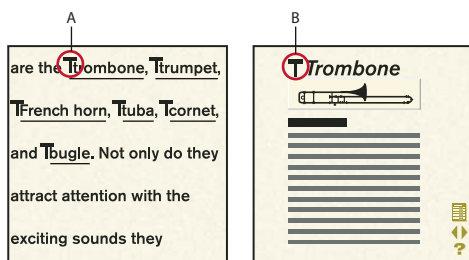 A
are the Ttrombone, Ttrumpet,
TFrench horn, Ttuba, Tcornet,
and Tbugle. Not only do they
attract attention with the
exciting sounds they
B
T Trombone
?